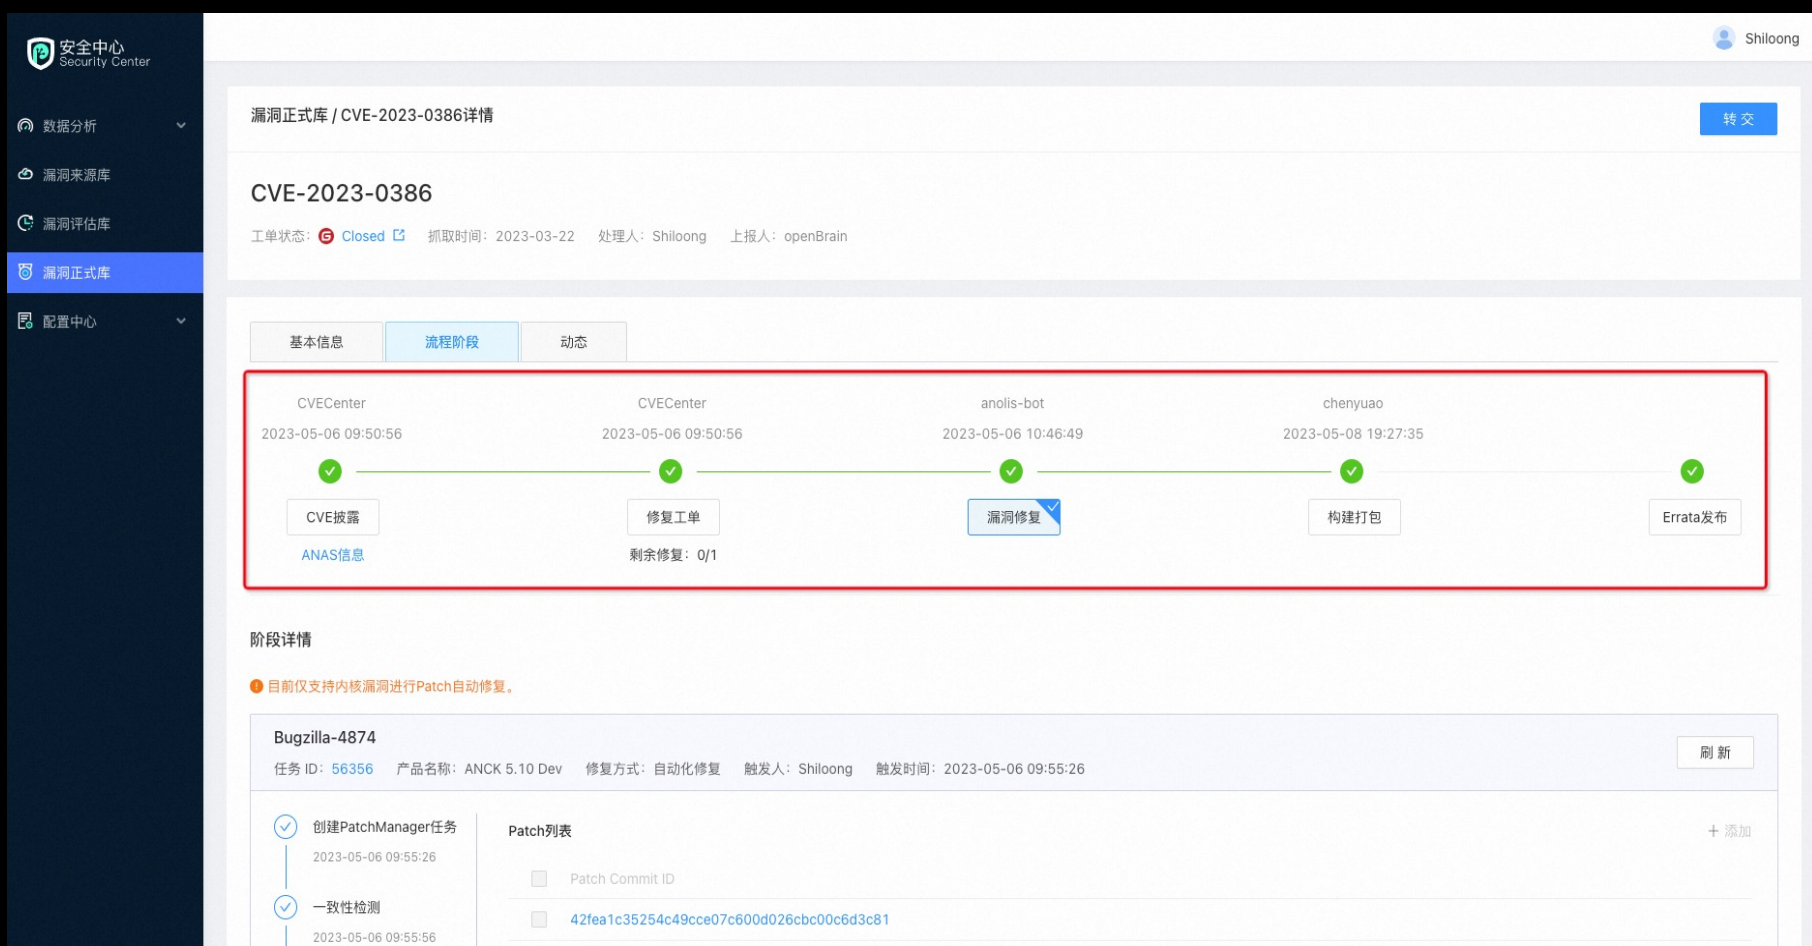 安全中心
Security Center
Shiloong
数据分析
漏洞来源库
漏洞评估库
漏洞正式库
配置中心
漏洞正式库 / CVE-2023-0386详情
转 交
CVE-2023-0386
工单状态: Closed 抓取时间: 2023-03-22 处理人: Shiloong 上报人: openBrain
基本信息 流程阶段 动态
CVECenter CVECenter anolis-bot chenyuao
2023-05-06 09:50:56 2023-05-06 09:50:56 2023-05-06 10:46:49 2023-05-08 19:27:35
CVE披露 修复工单 漏洞修复 构建打包 Errata发布
ANAS信息 剩余修复: 0/1
阶段详情
目前仅支持内核漏洞进行Patch自动修复。
Bugzilla-4874
刷 新
任务 ID: 56356 产品名称: ANCK 5.10 Dev 修复方式: 自动化修复 触发人: Shiloong 触发时间: 2023-05-06 09:55:26
创建PatchManager任务
2023-05-06 09:55:26
一致性检测
2023-05-06 09:55:56
Patch列表
+ 添加
Patch Commit ID
42fea1c35254c49cce07c600d026cbc00c6d3c81